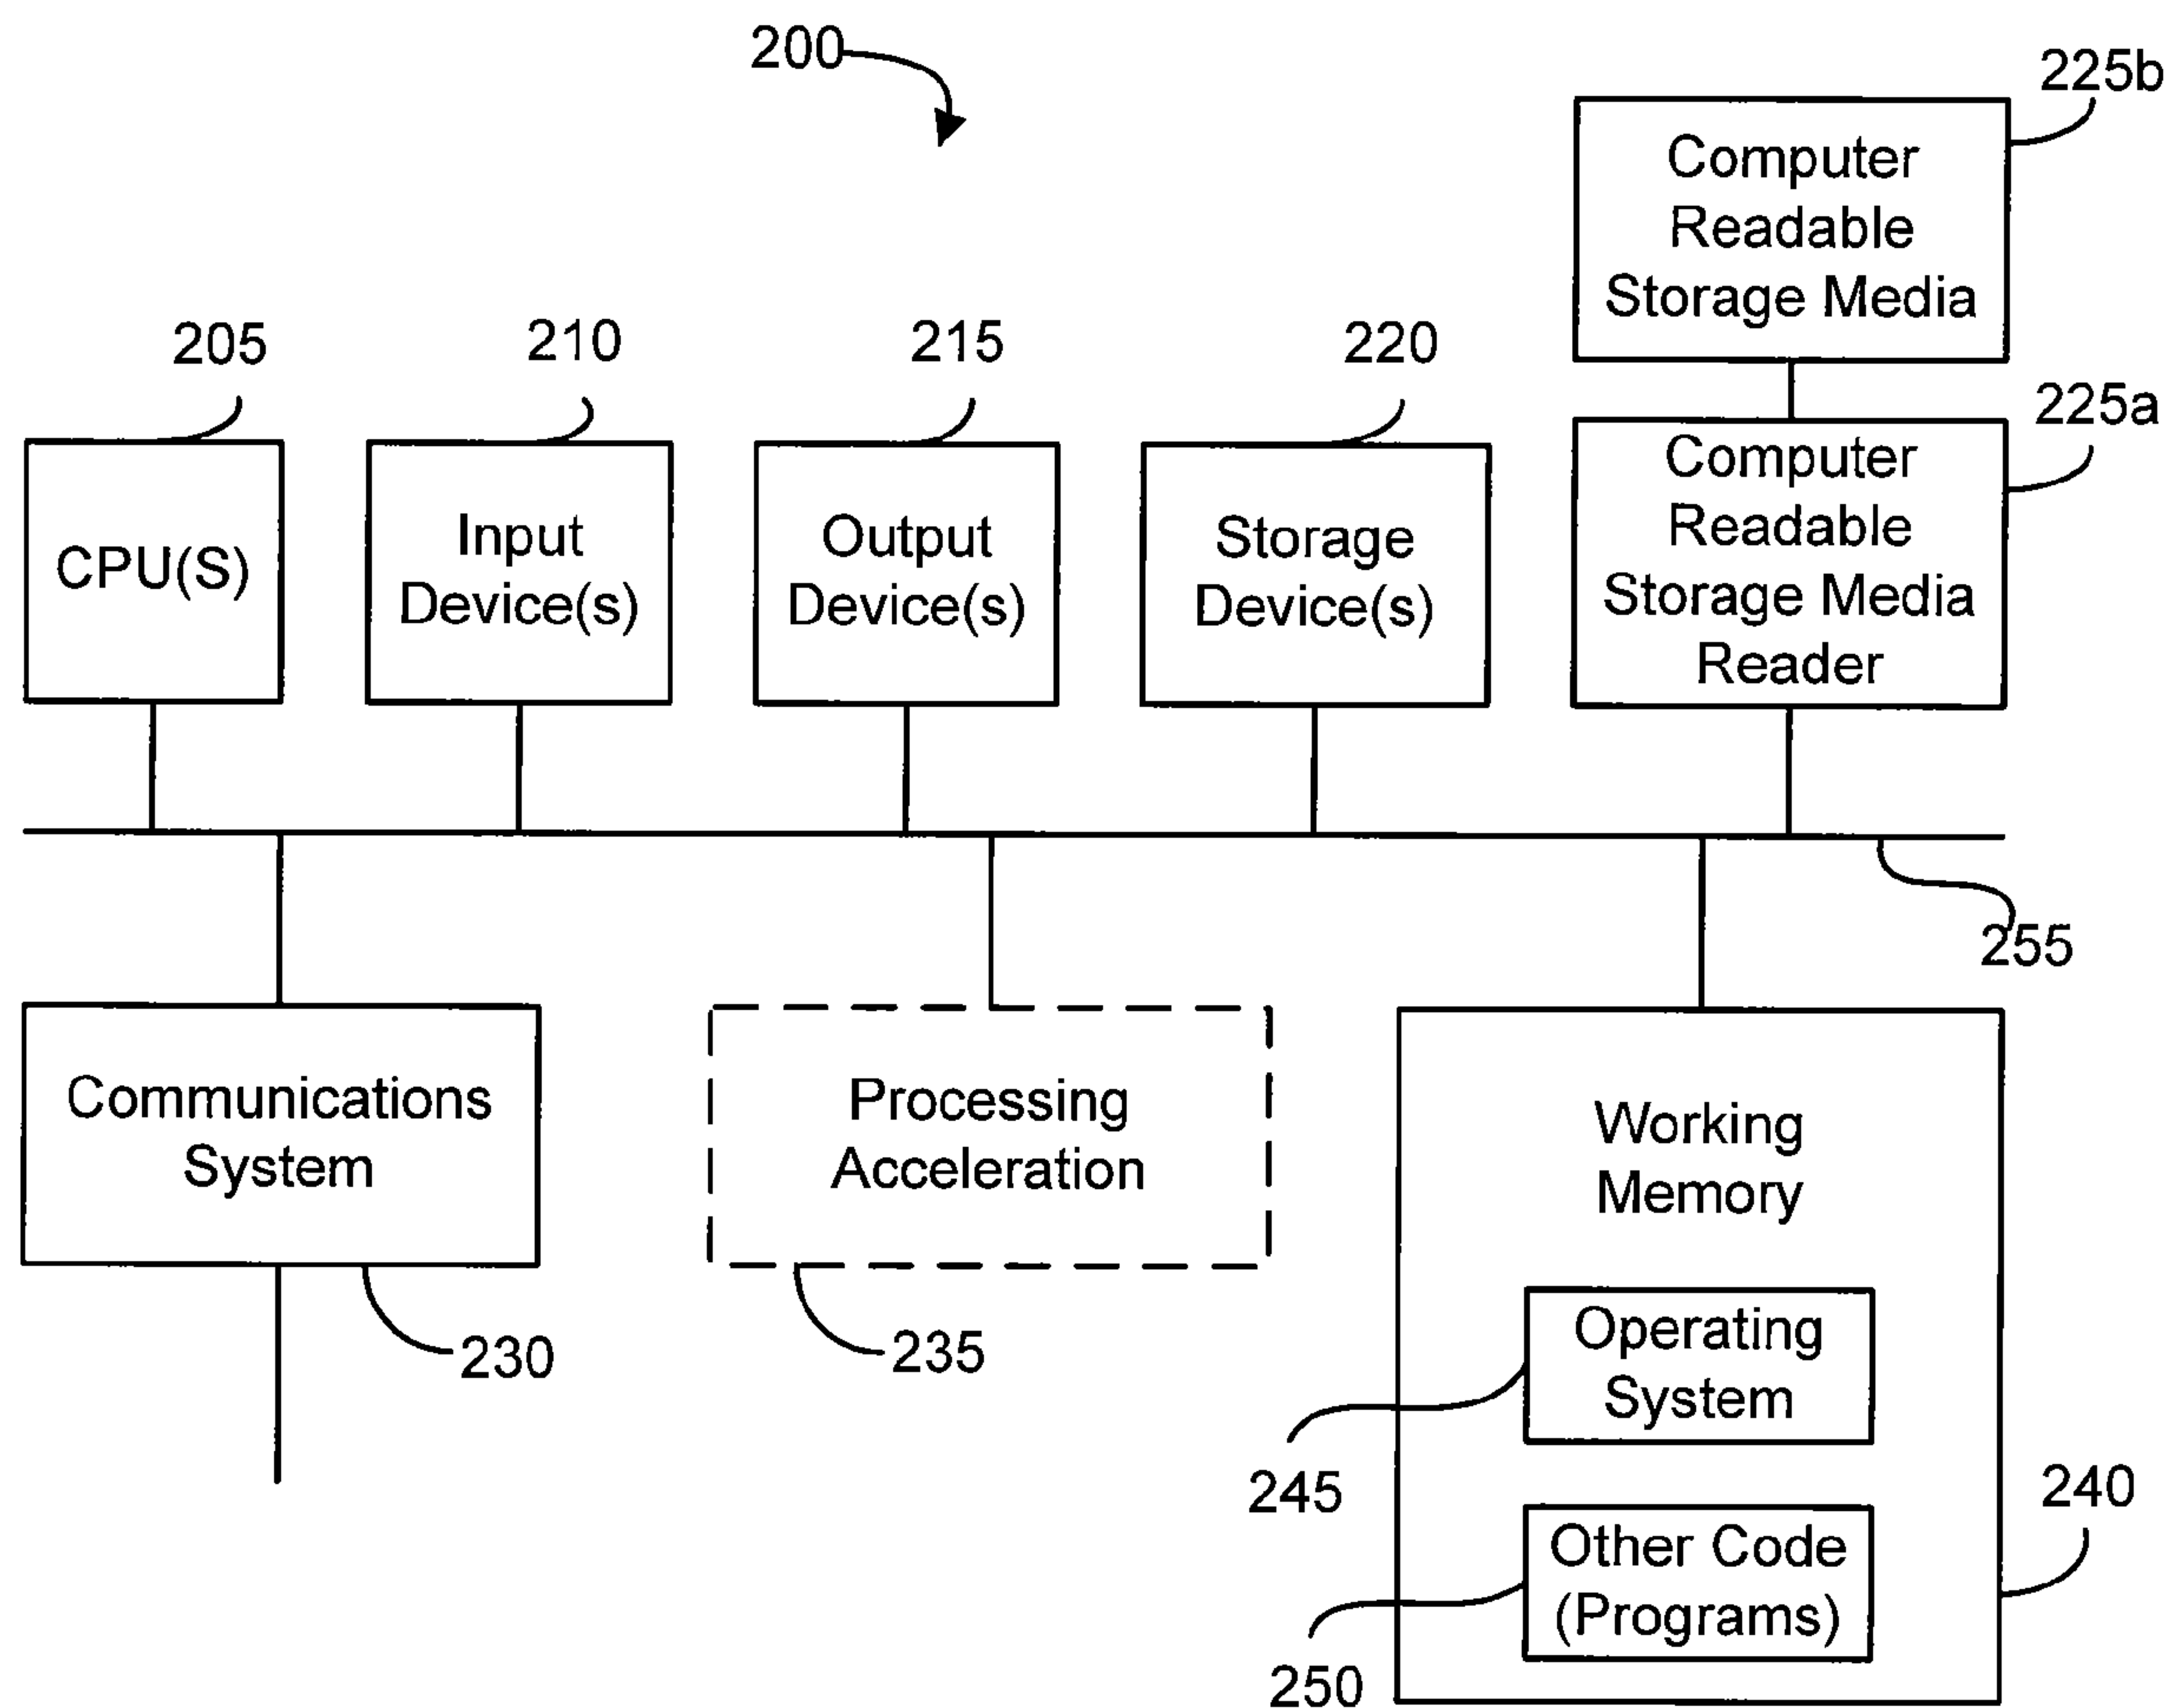 200
225b
Computer
Readable
Storage Media
205
210
215
220
225a
CPU(S)
Input
Device(s)
Output
Device(s)
Storage
Device(s)
Computer
Readable
Storage Media
Reader
255
Communications
System
230
Processing
Acceleration
235
Working
Memory
Operating
System
245
240
Other Code
(Programs)
250